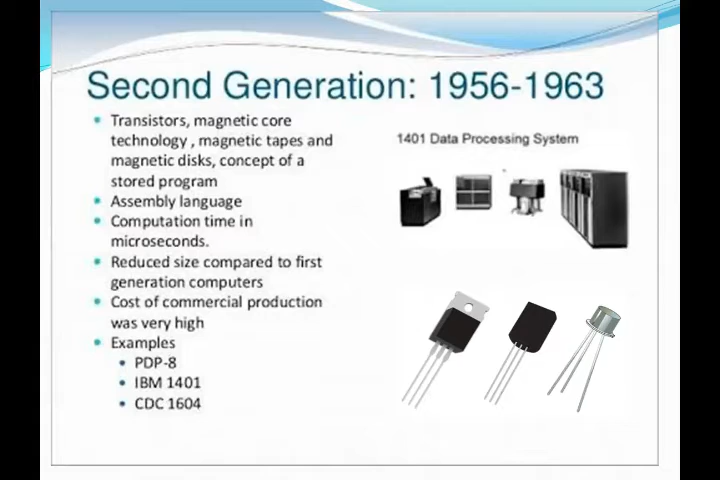 Second Generation: 1956-1963
• Transistors, magnetic core
technology , magnetic tapes and
magnetic disks, concept of a
stored program
• Assembly language
• Computation time in
microseconds.
• Reduced size compared to first
generation computers
• Cost of commercial production
was very high
• Examples
• PDP-8
• IBM 1401
• CDC 1604
1401 Data Processing System